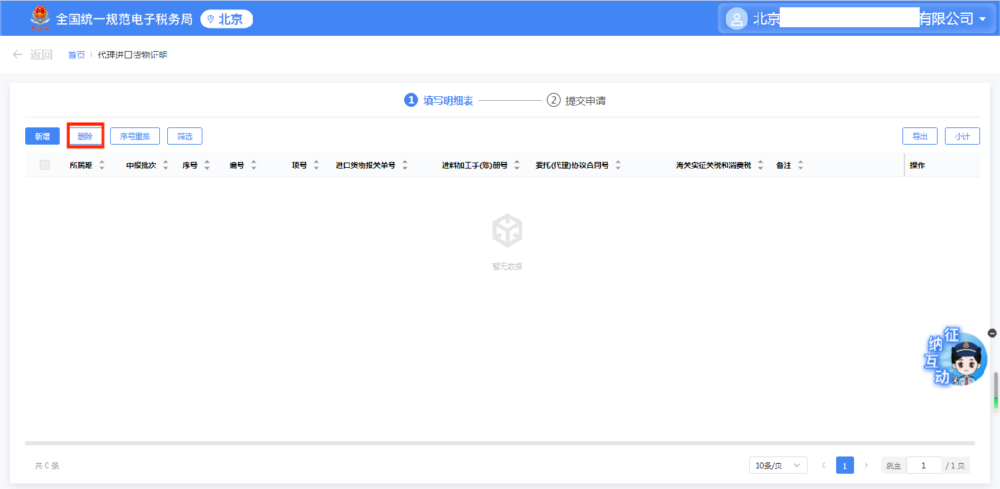 全国统一规范电子税务局 北京 北京 有限公司
返回 首页 › 代理进口货物证明
1 填写明细表 2 提交申请
新增 删除 序号重排 筛选 导出 小计
所属期 申报批次 序号 编号 项号 进口货物报关单号 进料加工手(账)册号 委托(代理)协议合同号 海关实征关税和消费税 备注 操作
暂无数据
征纳互动
共 0 条 10条/页 1 跳至 1 / 1 页